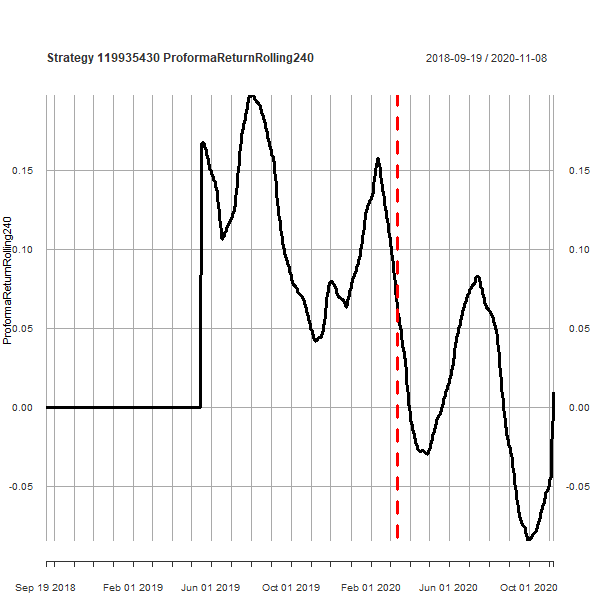 Strategy 119935430 ProformaReturnRolling240 2018-09-19 / 2020-11-08
ProformaReturnRolling240
0.15 0.15
0.10 0.10
0.05 0.05
0.00 0.00
-0.05 -0.05
Sep 19 2018 Feb 01 2019 Jun 01 2019 Oct 01 2019 Feb 01 2020 Jun 01 2020 Oct 01 2020